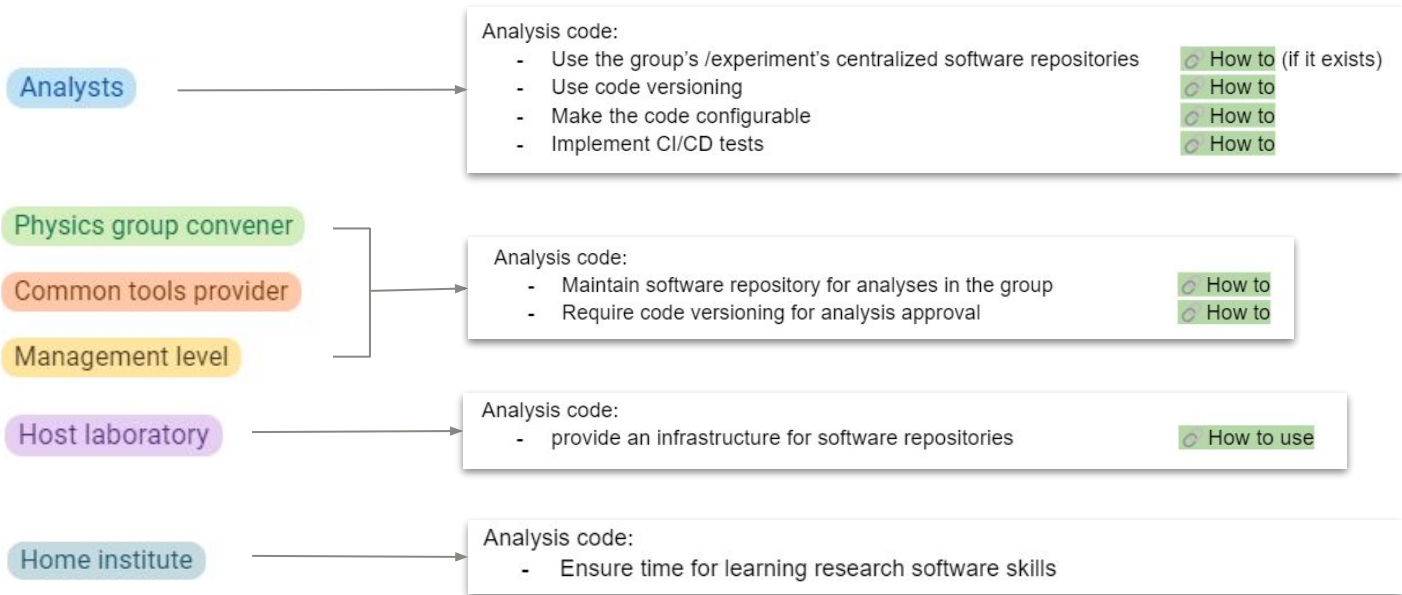 Analysts
Analysis code:
- Use the group's /experiment's centralized software repositories How to (if it exists)
- Use code versioning How to
- Make the code configurable How to
- Implement CI/CD tests How to
Physics group convener
Common tools provider
Management level
Analysis code:
- Maintain software repository for analyses in the group How to
- Require code versioning for analysis approval How to
Host laboratory
Analysis code:
- provide an infrastructure for software repositories How to use
Home institute
Analysis code:
- Ensure time for learning research software skills